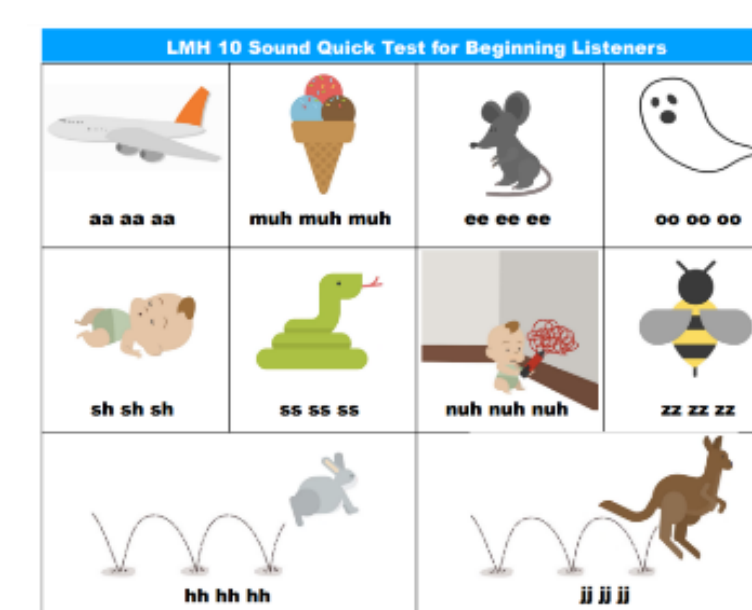 LMH 10 Sound Quick Test for Beginning Listeners
aa aa aa
muh muh muh
ee ee ee
oo oo oo
sh sh sh
ss ss ss
nuh nuh nuh
zz zz zz
hh hh hh
jj jj jj